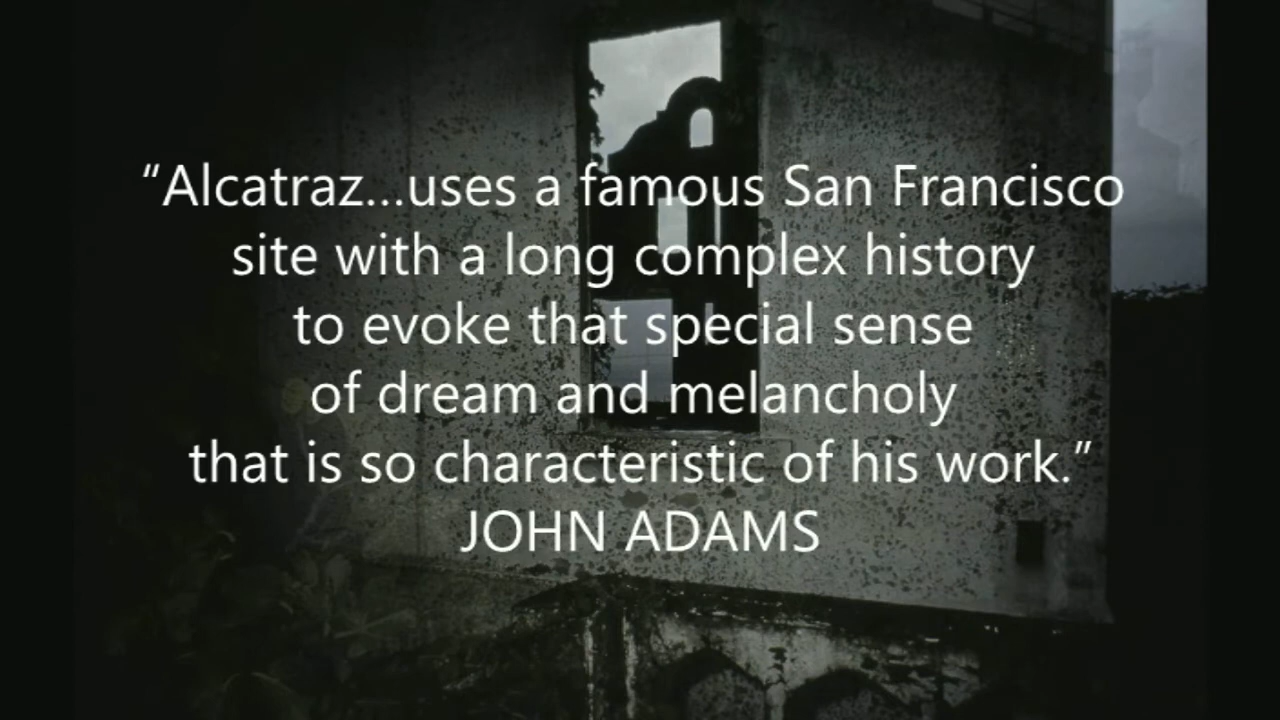 “Alcatraz...uses a famous San Francisco
site with a long complex history
to evoke that special sense
of dream and melancholy
that is so characteristic of his work.”
JOHN ADAMS